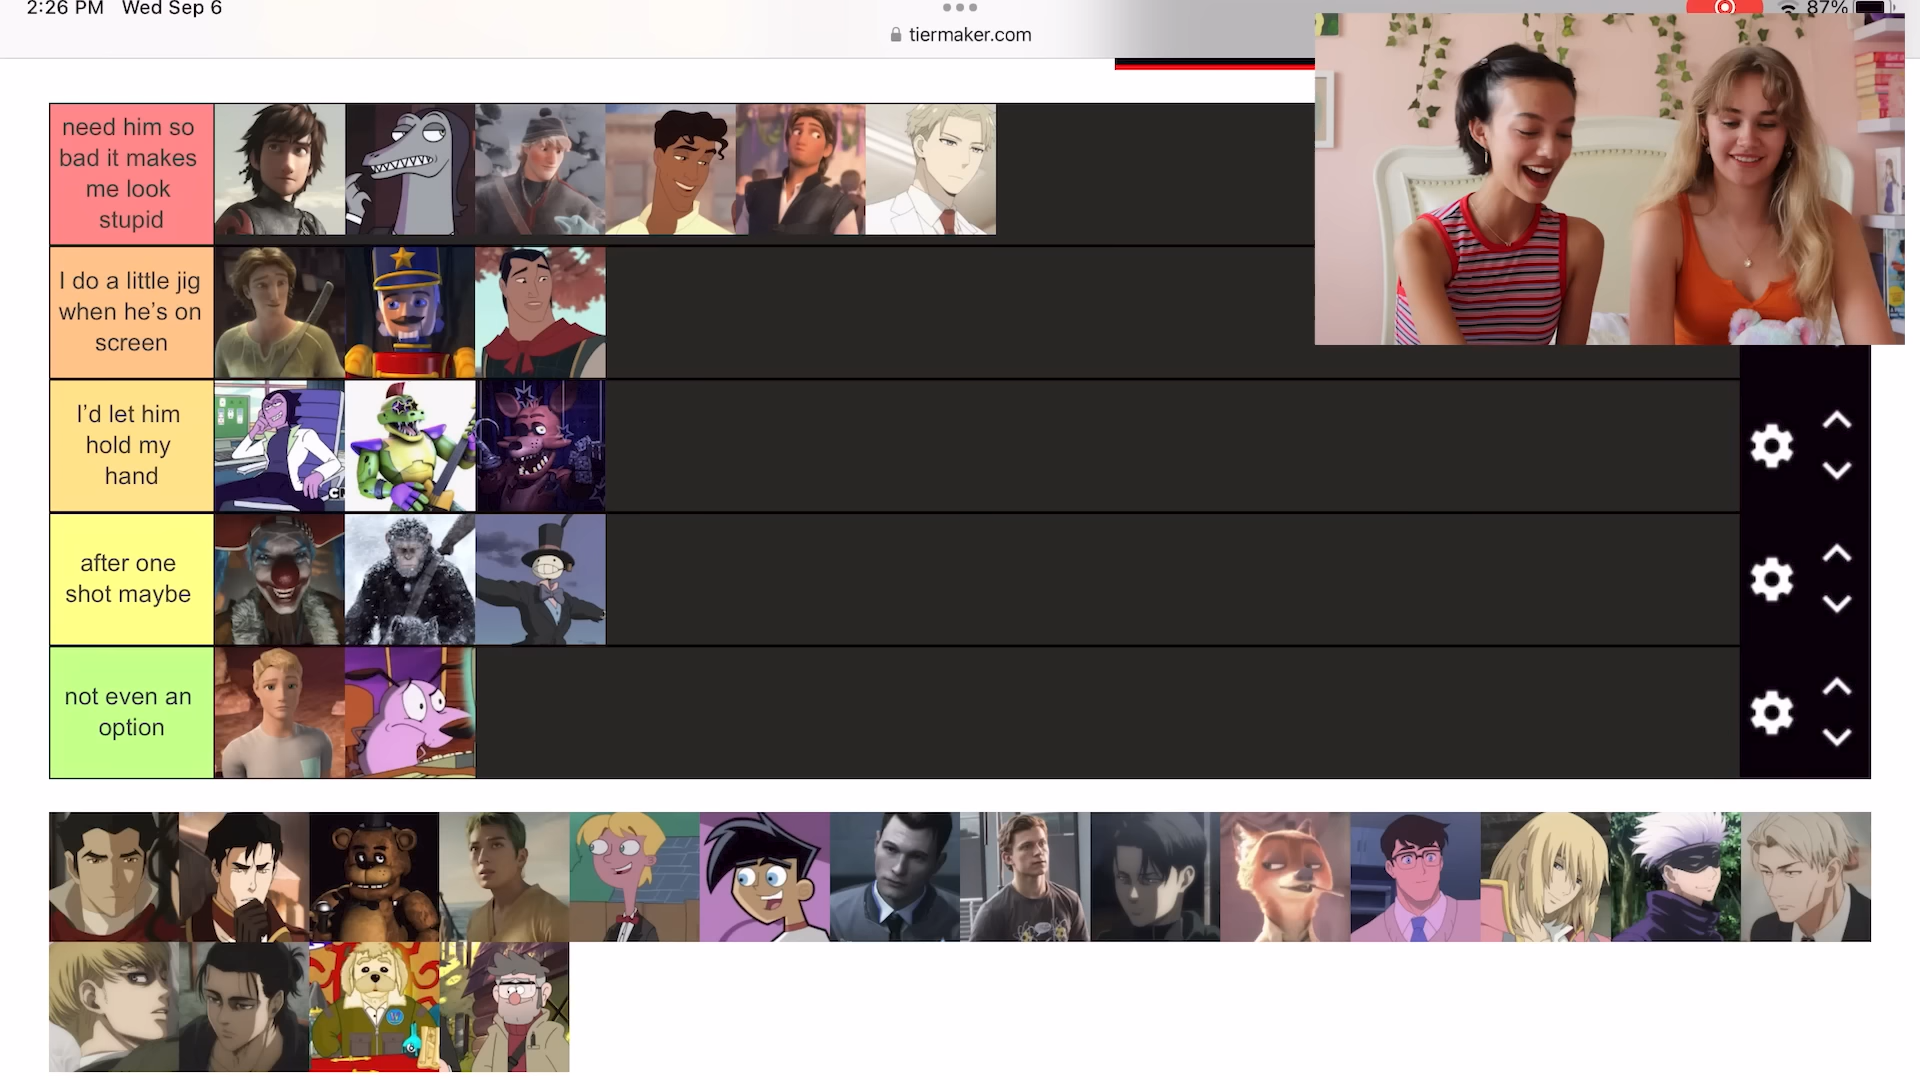 2:26 PM Wed Sep 6
87%
tiermaker.com
need him so
bad it makes
me look
stupid
I do a little jig
when he’s on
screen
I’d let him
hold my
hand
after one
shot maybe
not even an
option